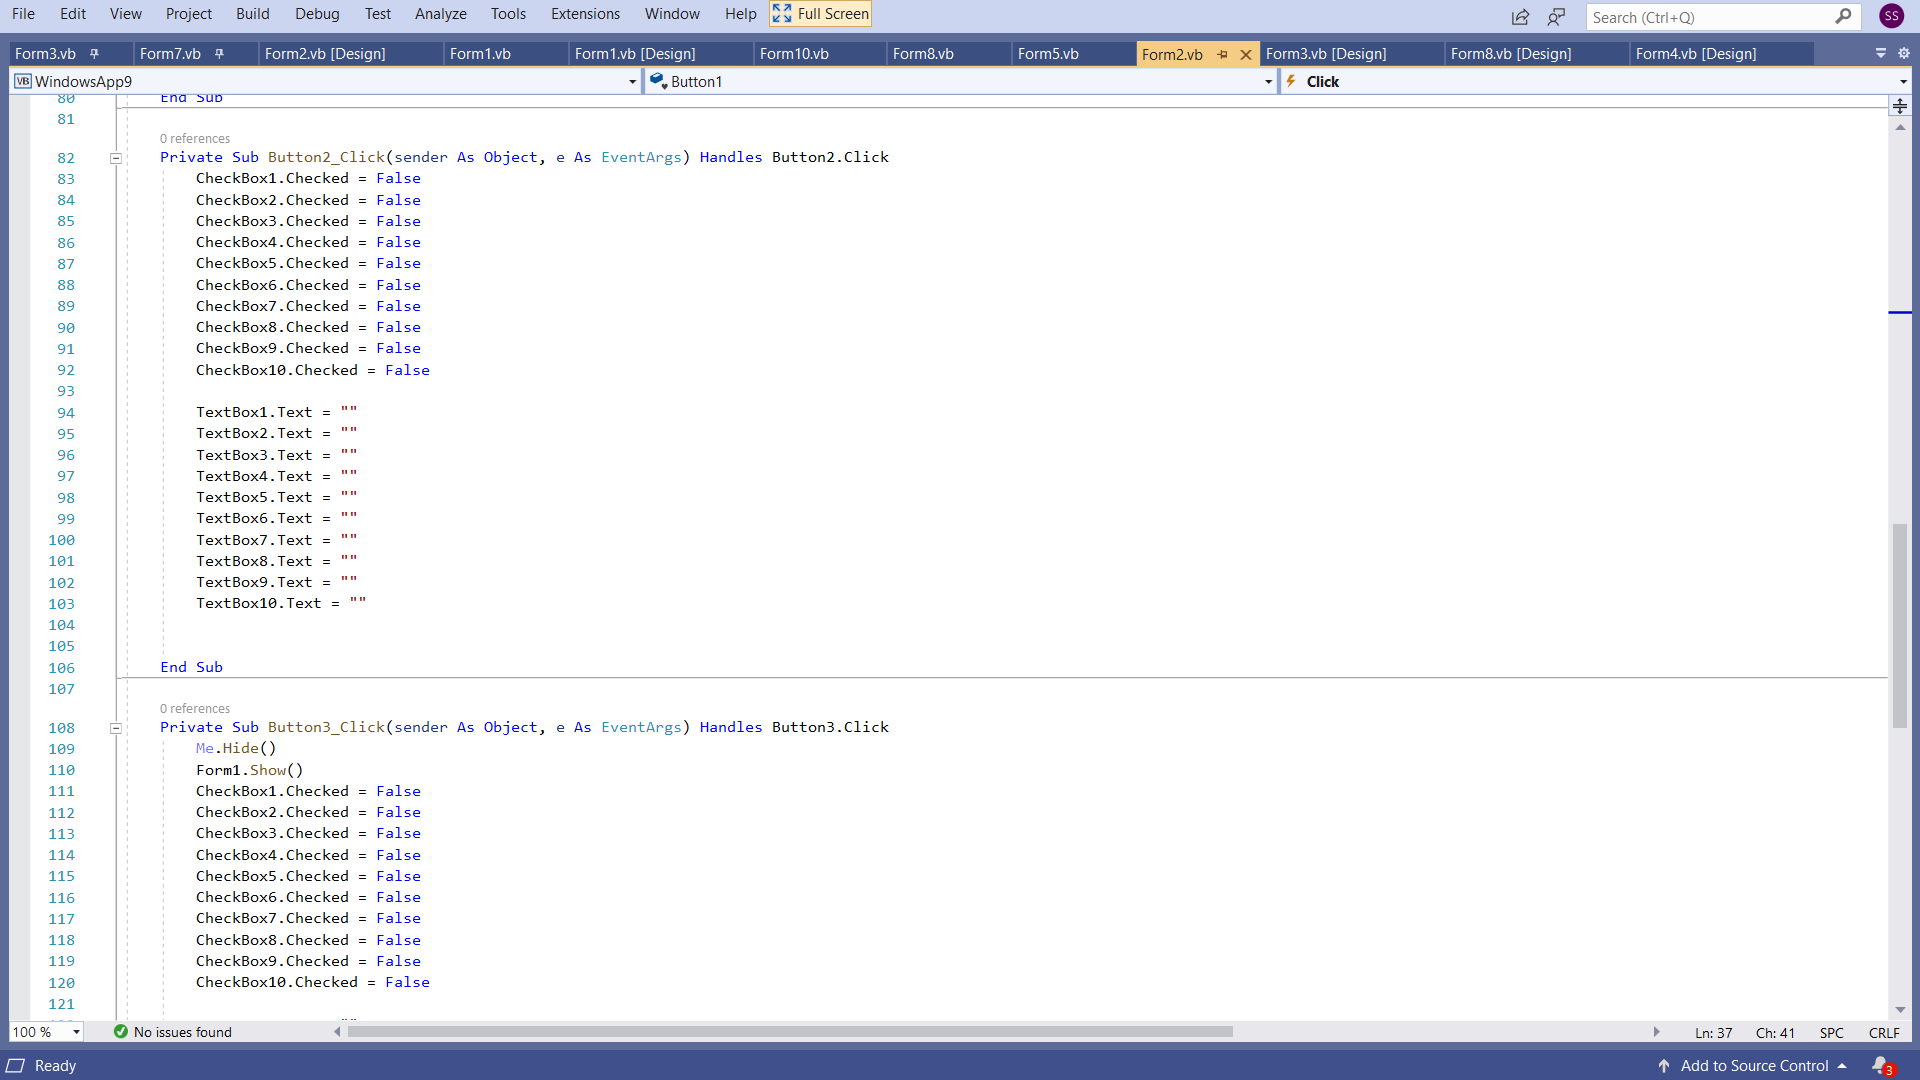 File Edit View Project Build Debug Test Analyze Tools Extensions Window Help Full Screen Search (Ctrl+Q) SS
Form3.vb Form7.vb Form2.vb [Design] Form1.vb Form1.vb [Design] Form10.vb Form8.vb Form5.vb Form2.vb Form3.vb [Design] Form8.vb [Design] Form4.vb [Design]
VB WindowsApp9 Button1 Click
80 End Sub
81
0 references
82 Private Sub Button2_Click(sender As Object, e As EventArgs) Handles Button2.Click
83 CheckBox1.Checked = False
84 CheckBox2.Checked = False
85 CheckBox3.Checked = False
86 CheckBox4.Checked = False
87 CheckBox5.Checked = False
88 CheckBox6.Checked = False
89 CheckBox7.Checked = False
90 CheckBox8.Checked = False
91 CheckBox9.Checked = False
92 CheckBox10.Checked = False
93
94 TextBox1.Text = ""
95 TextBox2.Text = ""
96 TextBox3.Text = ""
97 TextBox4.Text = ""
98 TextBox5.Text = ""
99 TextBox6.Text = ""
100 TextBox7.Text = ""
101 TextBox8.Text = ""
102 TextBox9.Text = ""
103 TextBox10.Text = ""
104
105
106 End Sub
107
0 references
108 Private Sub Button3_Click(sender As Object, e As EventArgs) Handles Button3.Click
109 Me.Hide()
110 Form1.Show()
111 CheckBox1.Checked = False
112 CheckBox2.Checked = False
113 CheckBox3.Checked = False
114 CheckBox4.Checked = False
115 CheckBox5.Checked = False
116 CheckBox6.Checked = False
117 CheckBox7.Checked = False
118 CheckBox8.Checked = False
119 CheckBox9.Checked = False
120 CheckBox10.Checked = False
121
100 % No issues found Ln: 37 Ch: 41 SPC CRLF
Ready Add to Source Control 3